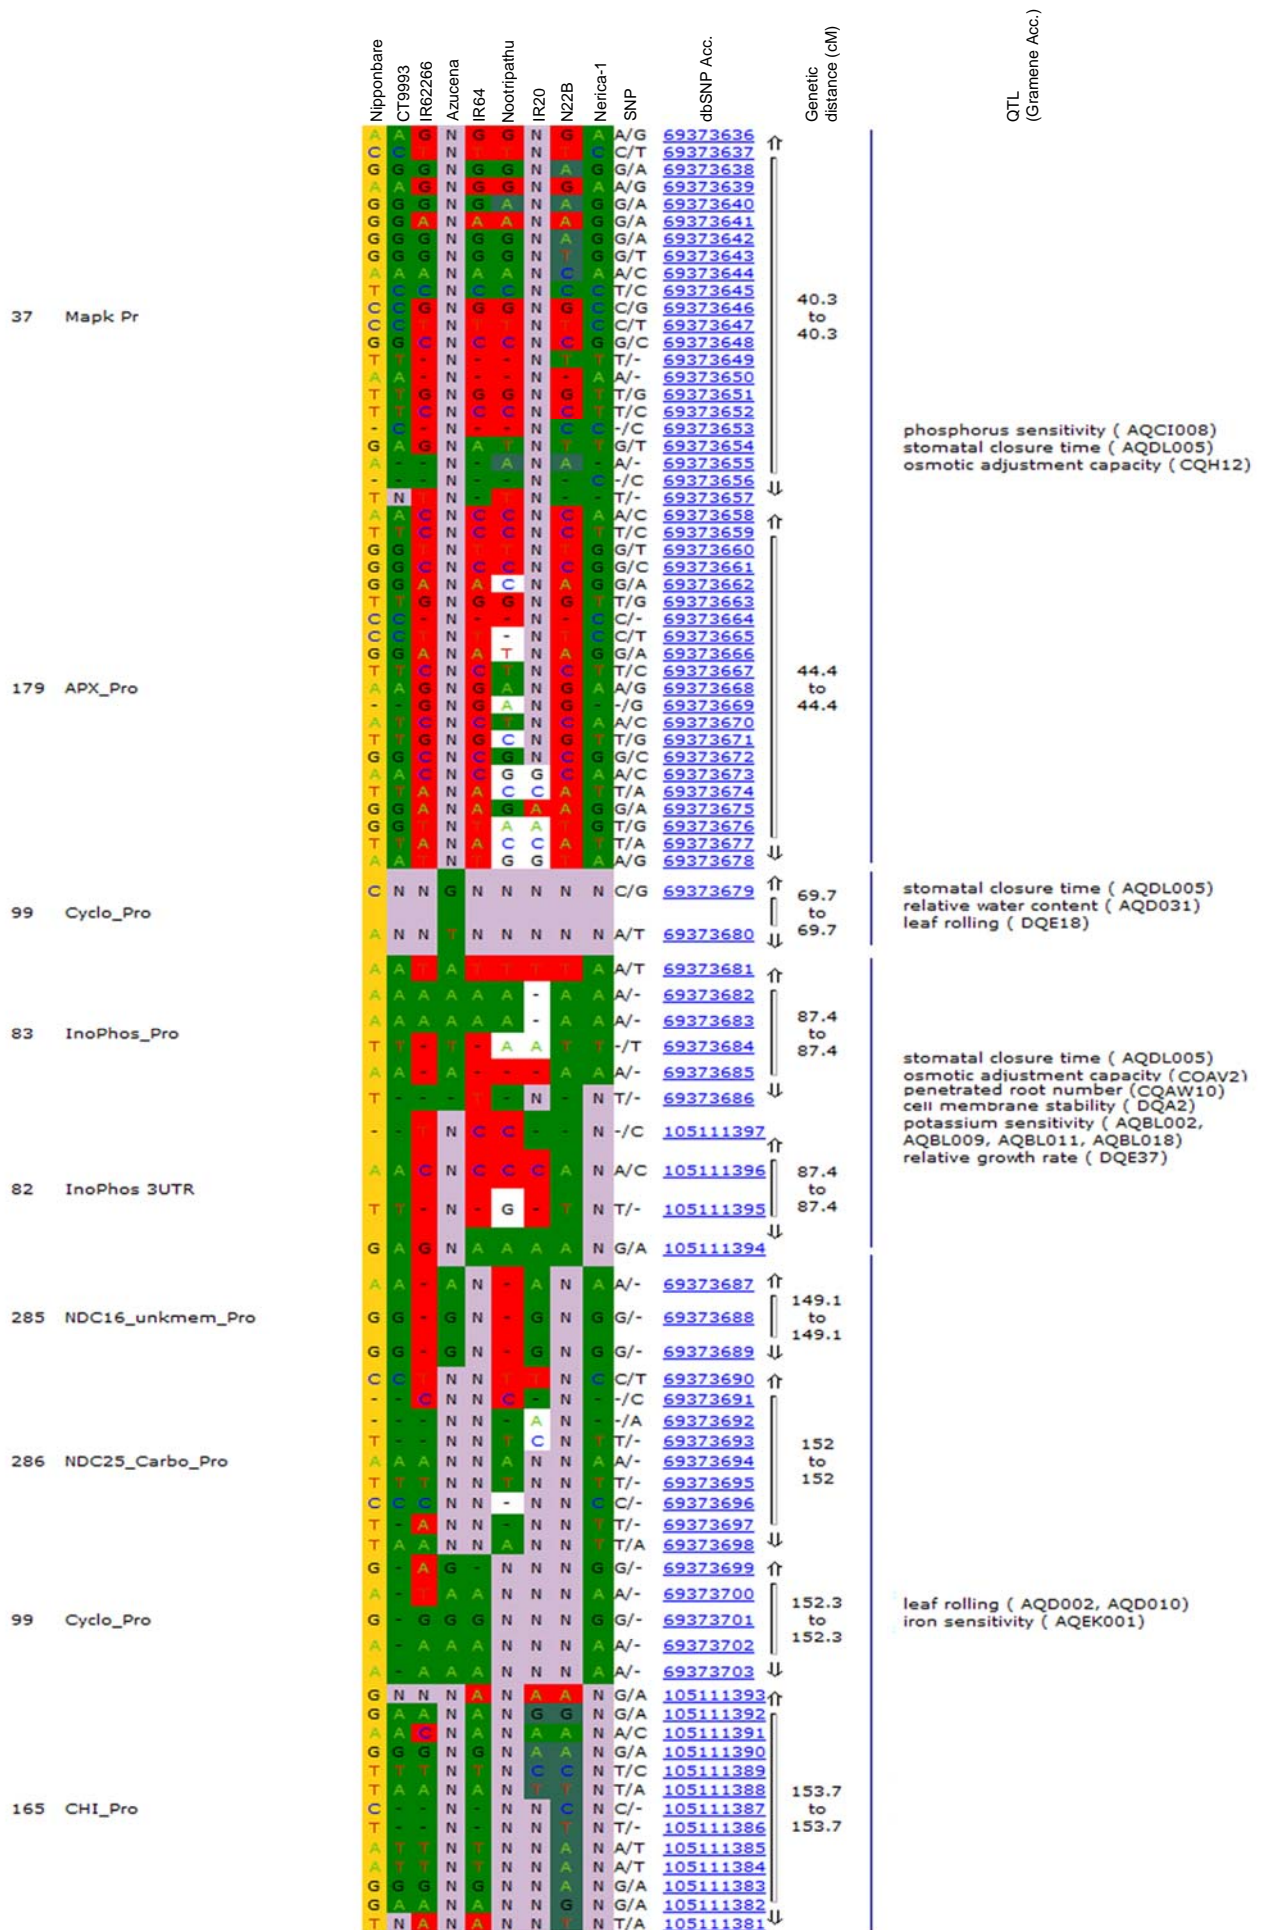 Nipponbare CT9993 IR62266 Azucena IR64 Nootripathu IR20 N22B Nerica-1 SNP dbSNP Acc. Genetic distance (cM) QTL (Gramene Acc.)
A A G N G G N G A A/G 69373636
C C T N T T N T C C/T 69373637
G G G N G G N A G G/A 69373638
A A G N G G N G A A/G 69373639
G G G N G A N A G G/A 69373640
G G A N A A N A G G/A 69373641
G G G N G G N A G G/A 69373642
G G G N G G N T G G/T 69373643
A A A N A A N C A A/C 69373644
T C C N C C N C C T/C 69373645
37 Mapk Pr 40.3 to 40.3
C C G N G G N G C C/G 69373646
C C T N T T N T C C/T 69373647
G G C N C C N C G G/C 69373648
T T - N - - N T T T/- 69373649
A A - N - - N - A A/- 69373650
T T G N G G N G T T/G 69373651
T T C N C C N C T T/C 69373652
- C - N - - N C C -/C 69373653 phosphorus sensitivity ( AQCI008)
G A G N A T N T T G/T 69373654 stomatal closure time ( AQDL005)
A - - N - A N A - A/- 69373655 osmotic adjustment capacity ( CQH12)
- - - N - - N - C -/C 69373656
T N T N - T N - - T/- 69373657
A A C N C C N C A A/C 69373658
T T C N C C N C T T/C 69373659
G G T N T T N T G G/T 69373660
G G C N C C N C G G/C 69373661
G G A N A C N A G G/A 69373662
T T G N G G N G T T/G 69373663
C C - N - - N - C C/- 69373664
C C T N T - N T C C/T 69373665
G G A N A T N A G G/A 69373666
T T C N C T N C T T/C 69373667
179 APX_Pro 44.4 to 44.4
A A G N G A N G A A/G 69373668
- - G N G A N G - -/G 69373669
A T C N C T N C A A/C 69373670
T T G N G C N G T T/G 69373671
G G C N C G N C G G/C 69373672
A A C N C G G C A A/C 69373673
T T A N A C C A T T/A 69373674
G G A N A G A A G G/A 69373675
G G T N T A A T G T/G 69373676
T T A N A C C A T T/A 69373677
A A T N T G G T A A/G 69373678
C N N G N N N N N C/G 69373679 stomatal closure time ( AQDL005)
99 Cyclo_Pro 69.7 to 69.7 relative water content ( AQD031)
leaf rolling ( DQE18)
A N N T N N N N N A/T 69373680
A A T A T T T T A A/T 69373681
A A A A A A - A A A/- 69373682
A A A A A A - A A A/- 69373683
83 InoPhos_Pro 87.4 to 87.4
T T - T - A A T T -/T 69373684 stomatal closure time ( AQDL005)
A A - A - - - A A A/- 69373685 osmotic adjustment capacity ( COAV2)
T - - - T - N - N T/- 69373686 penetrated root number (CQAW10)
cell membrane stability ( DQA2)
- - T N C C - - N -/C 105111397 potassium sensitivity ( AQBL002,
AQBL009, AQBL011, AQBL018)
A A C N C C C A N A/C 105111396 relative growth rate ( DQE37)
82 InoPhos 3UTR 87.4 to 87.4
T T - N - G - T N T/- 105111395
G A G N A A A A N G/A 105111394
A A - A N - A N A A/- 69373687
285 NDC16_unkmem_Pro 149.1 to 149.1
G G - G N - G N G G/- 69373688
G G - G N - G N G G/- 69373689
C C T N N T T N C C/T 69373690
- - C N N C - N - -/C 69373691
- - - N N - A N - -/A 69373692
T - - N N T C N T T/- 69373693
286 NDC25_Carbo_Pro 152 to 152
A A A N N A N N A A/- 69373694
T T T N N T N N T T/- 69373695
C C C N N - N N C C/- 69373696
T - A N N - N N T T/- 69373697
T A A N N A N N T T/A 69373698
G - A G - N N N G G/- 69373699
A - T A A N N N A A/- 69373700 leaf rolling ( AQD002, AQD010)
99 Cyclo_Pro 152.3 to 152.3
G - G G G N N N G G/- 69373701 iron sensitivity ( AQEK001)
A - A A A N N N A A/- 69373702
A - A A A N N N A A/- 69373703
G N N N A N A A N G/A 105111393
G A A N A N G G N G/A 105111392
A A C N A N A A N A/C 105111391
G G G N G N A A N G/A 105111390
T T T N T N C C N T/C 105111389
T A A N A N T T N T/A 105111388
165 CHI_Pro 153.7 to 153.7
C - - N - N N C N C/- 105111387
T - - N - N N T N T/- 105111386
A T T N T N N A N A/T 105111385
A T T N T N N A N A/T 105111384
G G G N G N N A N G/A 105111383
G A A N A N N G N G/A 105111382
T N A N A N N T N T/A 105111381